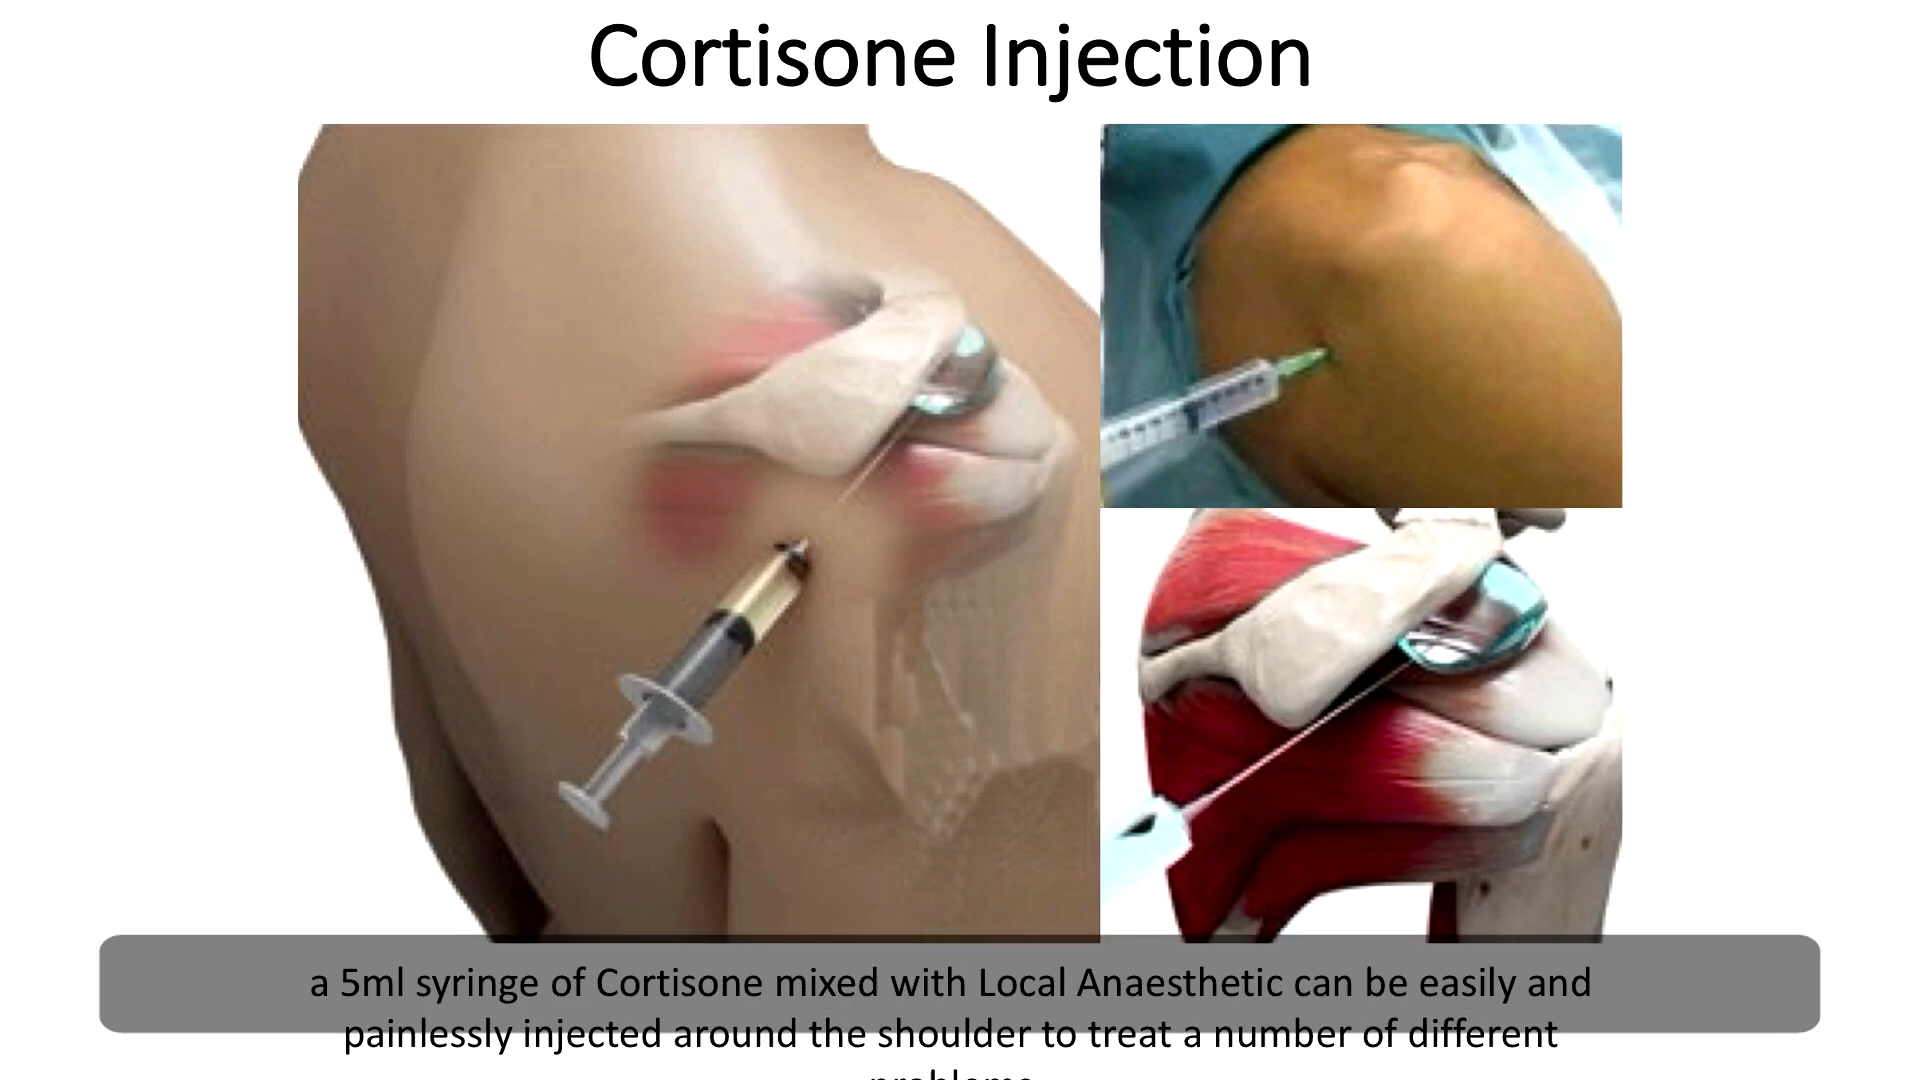 Cortisone Injection
a 5ml syringe of Cortisone mixed with Local Anaesthetic can be easily and
painlessly injected around the shoulder to treat a number of different